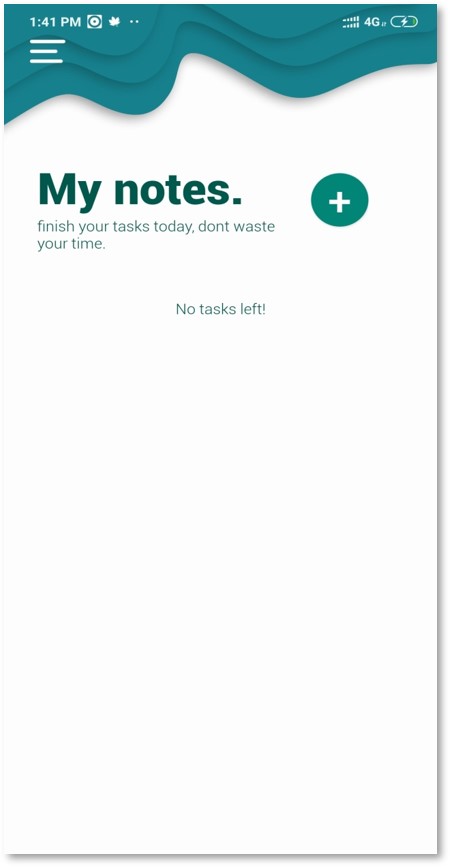 1:41 PM 4G
My notes.
finish your tasks today, dont waste
your time.
No tasks left!